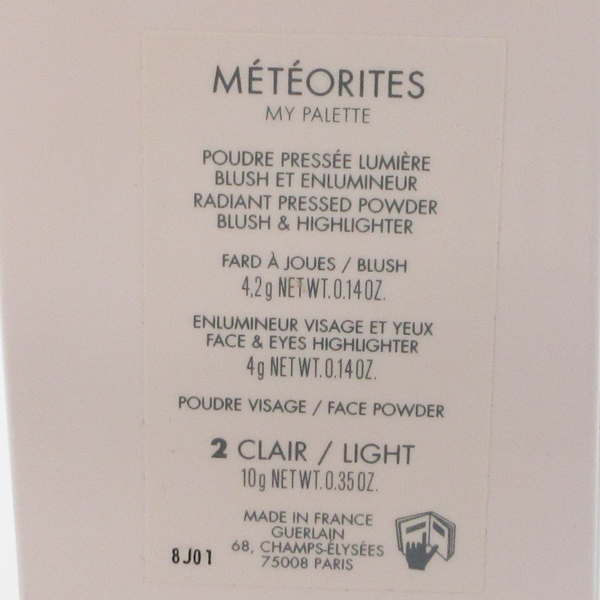 MÉTÉORITES
MY PALETTE
POUDRE PRESSÉE LUMIÈRE
BLUSH ET ENLUMINEUR
RADIANT PRESSED POWDER
BLUSH & HIGHLIGHTER
FARD À JOUES / BLUSH
4,2g NET WT. 0.14 OZ.
ENLUMINEUR VISAGE ET YEUX
FACE & EYES HIGHLIGHTER
4g NET WT. 0.14 OZ.
POUDRE VISAGE / FACE POWDER
2 CLAIR / LIGHT
10g NET WT. 0.35 OZ.
MADE IN FRANCE
GUERLAIN
68, CHAMPS-ÉLYSÉES
75008 PARIS
8J01